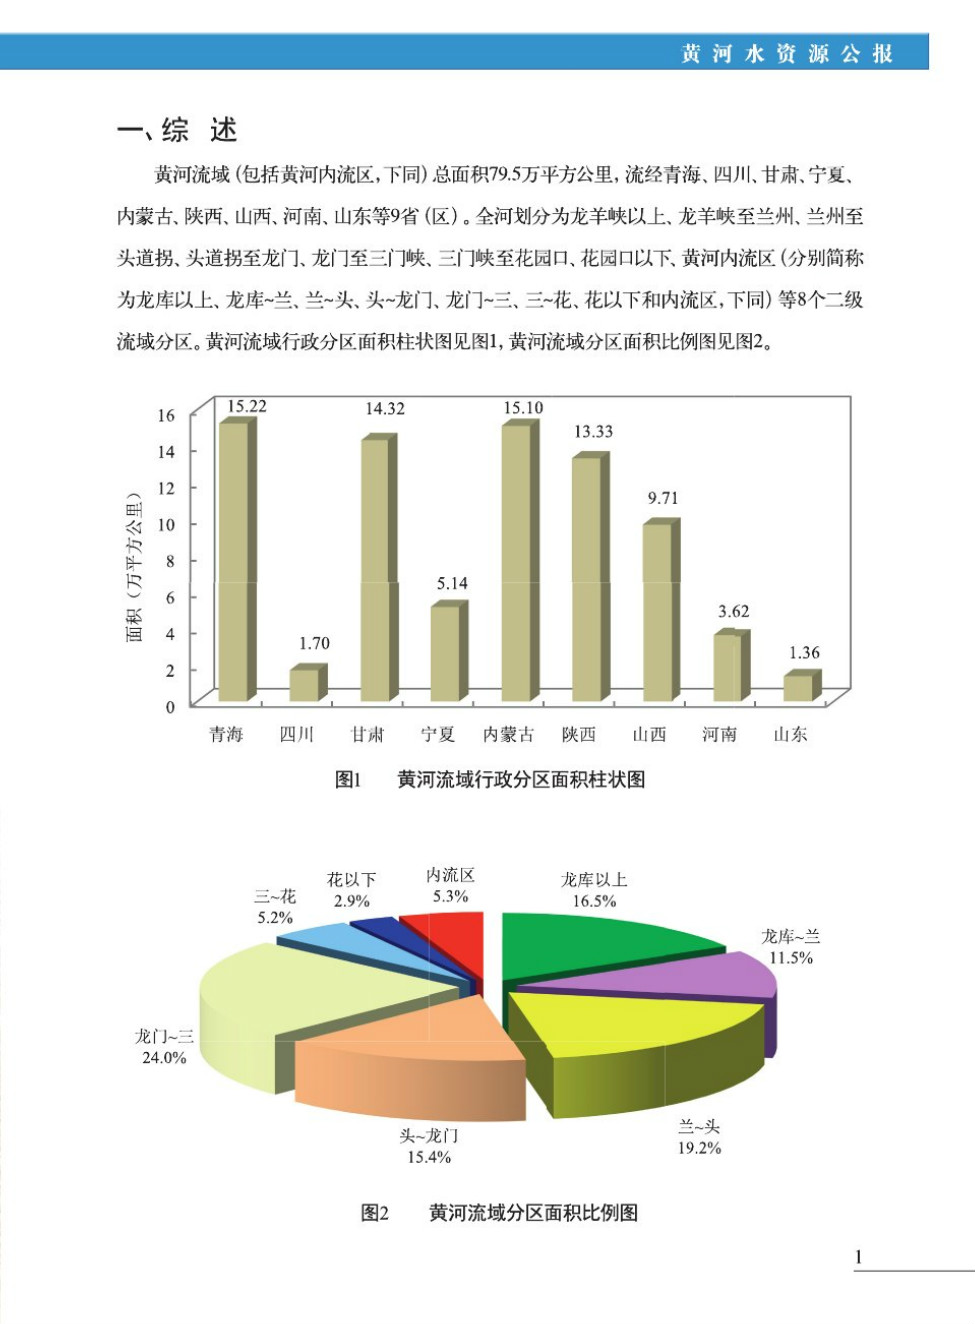 黄河水资源公报
一、综 述
黄河流域（包括黄河内流区，下同）总面积79.5万平方公里，流经青海、四川、甘肃、宁夏、
内蒙古、陕西、山西、河南、山东等9省（区）。全河划分为龙羊峡以上、龙羊峡至兰州、兰州至
头道拐、头道拐至龙门、龙门至三门峡、三门峡至花园口、花园口以下、黄河内流区（分别简称
为龙库以上、龙库~兰、兰~头、头~龙门、龙门~三、三~花、花以下和内流区，下同）等8个二级
流域分区。黄河流域行政分区面积柱状图见图1，黄河流域分区面积比例图见图2。
面积（万平方公里）
16
14
12
10
8
6
4
2
0
15.22
1.70
14.32
5.14
15.10
13.33
9.71
3.62
1.36
青海 四川 甘肃 宁夏 内蒙古 陕西 山西 河南 山东
图1 黄河流域行政分区面积柱状图
内流区
5.3%
龙库以上
16.5%
花以下
2.9%
三~花
5.2%
龙库~兰
11.5%
龙门~三
24.0%
兰~头
19.2%
头~龙门
15.4%
图2 黄河流域分区面积比例图
1